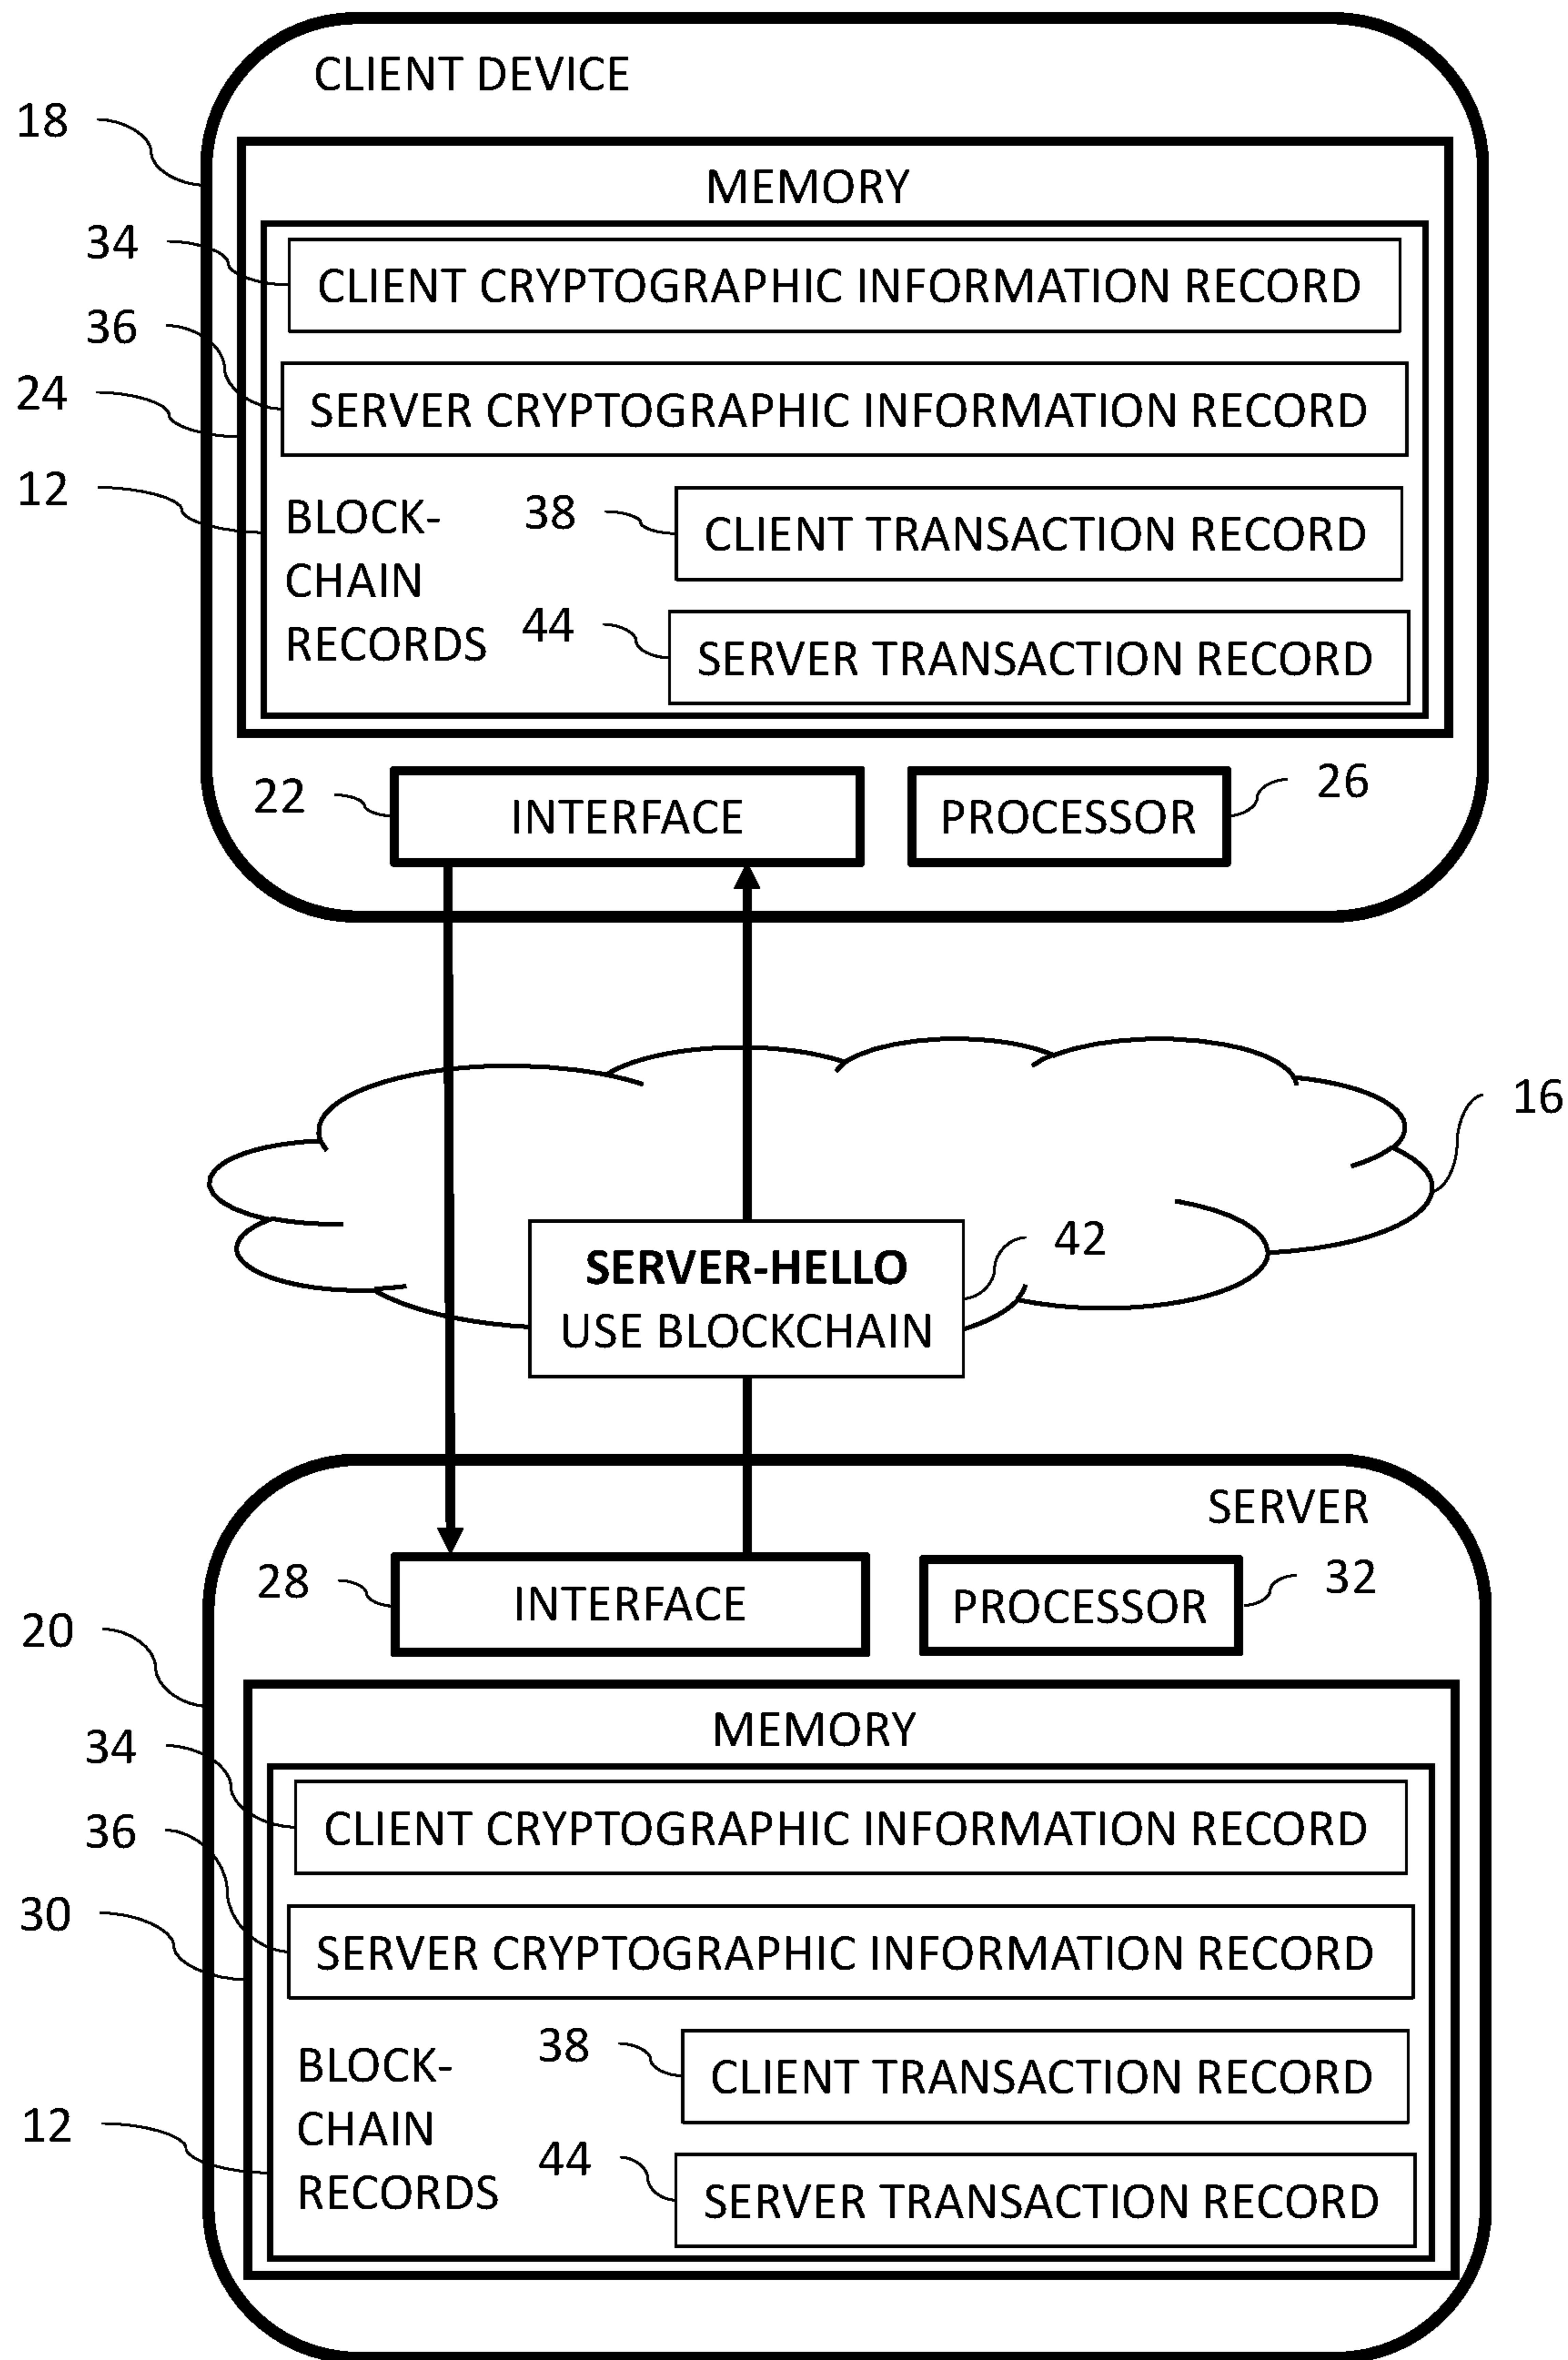 CLIENT DEVICE
18
MEMORY
34
CLIENT CRYPTOGRAPHIC INFORMATION RECORD
36
SERVER CRYPTOGRAPHIC INFORMATION RECORD
24
12
BLOCK-
CHAIN
RECORDS
38
CLIENT TRANSACTION RECORD
44
SERVER TRANSACTION RECORD
22
INTERFACE
PROCESSOR
26
16
SERVER-HELLO
USE BLOCKCHAIN
42
SERVER
28
INTERFACE
PROCESSOR
32
20
MEMORY
34
CLIENT CRYPTOGRAPHIC INFORMATION RECORD
36
SERVER CRYPTOGRAPHIC INFORMATION RECORD
30
12
BLOCK-
CHAIN
RECORDS
38
CLIENT TRANSACTION RECORD
44
SERVER TRANSACTION RECORD